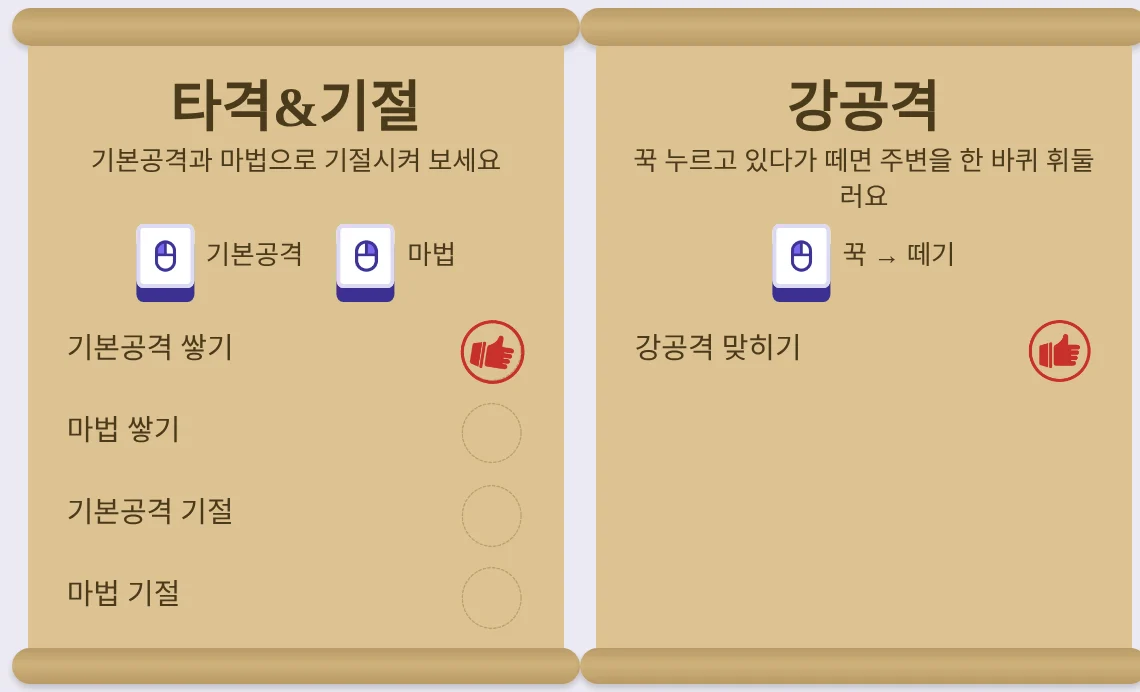 타격&기절
기본공격과 마법으로 기절시켜 보세요
기본공격 마법
기본공격 쌓기
마법 쌓기
기본공격 기절
마법 기절
강공격
꾹 누르고 있다가 떼면 주변을 한 바퀴 휘둘
러요
꾹 → 떼기
강공격 맞히기